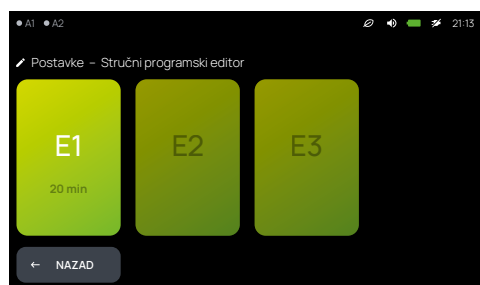 A1 A2 21:13
Postavke – Stručni programski editor
E1 E2 E3
20 min
← NAZAD